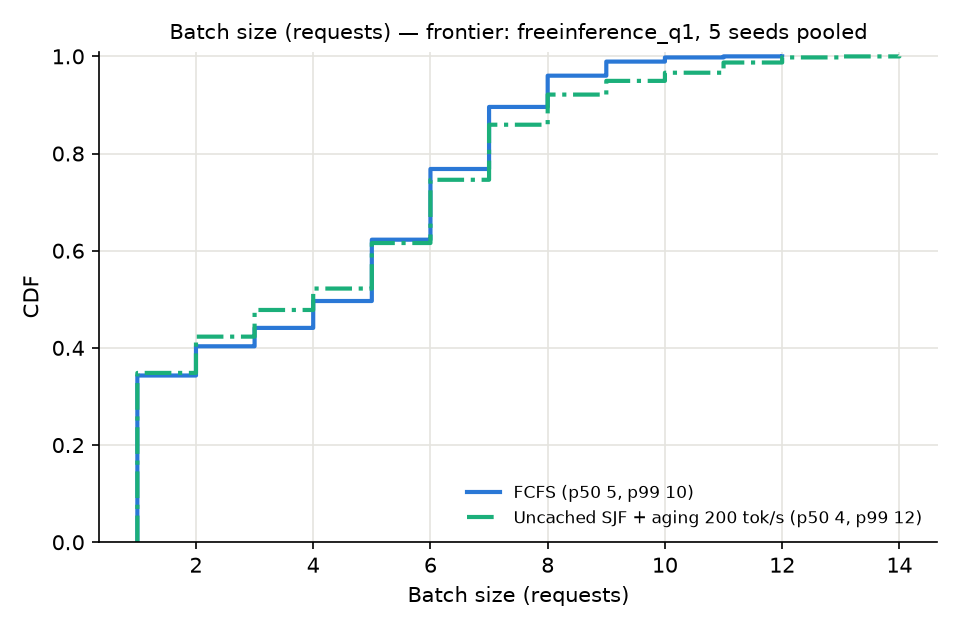 Batch size (requests) — frontier: freeinference_q1, 5 seeds pooled
1.0
0.8
0.6
0.4
0.2
0.0
CDF
FCFS (p50 5, p99 10)
Uncached SJF + aging 200 tok/s (p50 4, p99 12)
2 4 6 8 10 12 14
Batch size (requests)